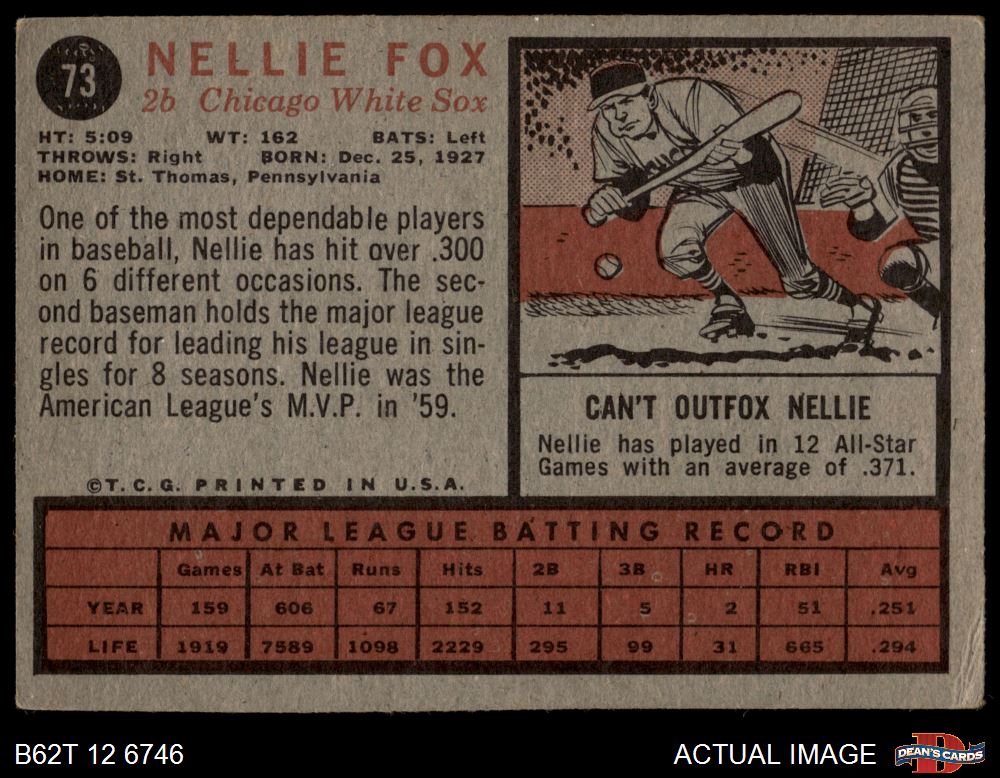 73
NELLIE FOX
2b Chicago White Sox
HT: 5:09 WT: 162 BATS: Left
THROWS: Right BORN: Dec. 25, 1927
HOME: St. Thomas, Pennsylvania
One of the most dependable players
in baseball, Nellie has hit over .300
on 6 different occasions. The sec-
ond baseman holds the major league
record for leading his league in sin-
gles for 8 seasons. Nellie was the
American League's M.V.P. in '59.
©T.C.G. PRINTED IN U.S.A.
CAN'T OUTFOX NELLIE
Nellie has played in 12 All-Star
Games with an average of .371.
MAJOR LEAGUE BATTING RECORD
Games At Bat Runs Hits 2B 3B HR RBI Avg
YEAR 159 606 67 152 11 5 2 51 .251
LIFE 1919 7589 1098 2229 295 99 31 665 .294
B62T 12 6746
ACTUAL IMAGE
DEAN'S CARDS